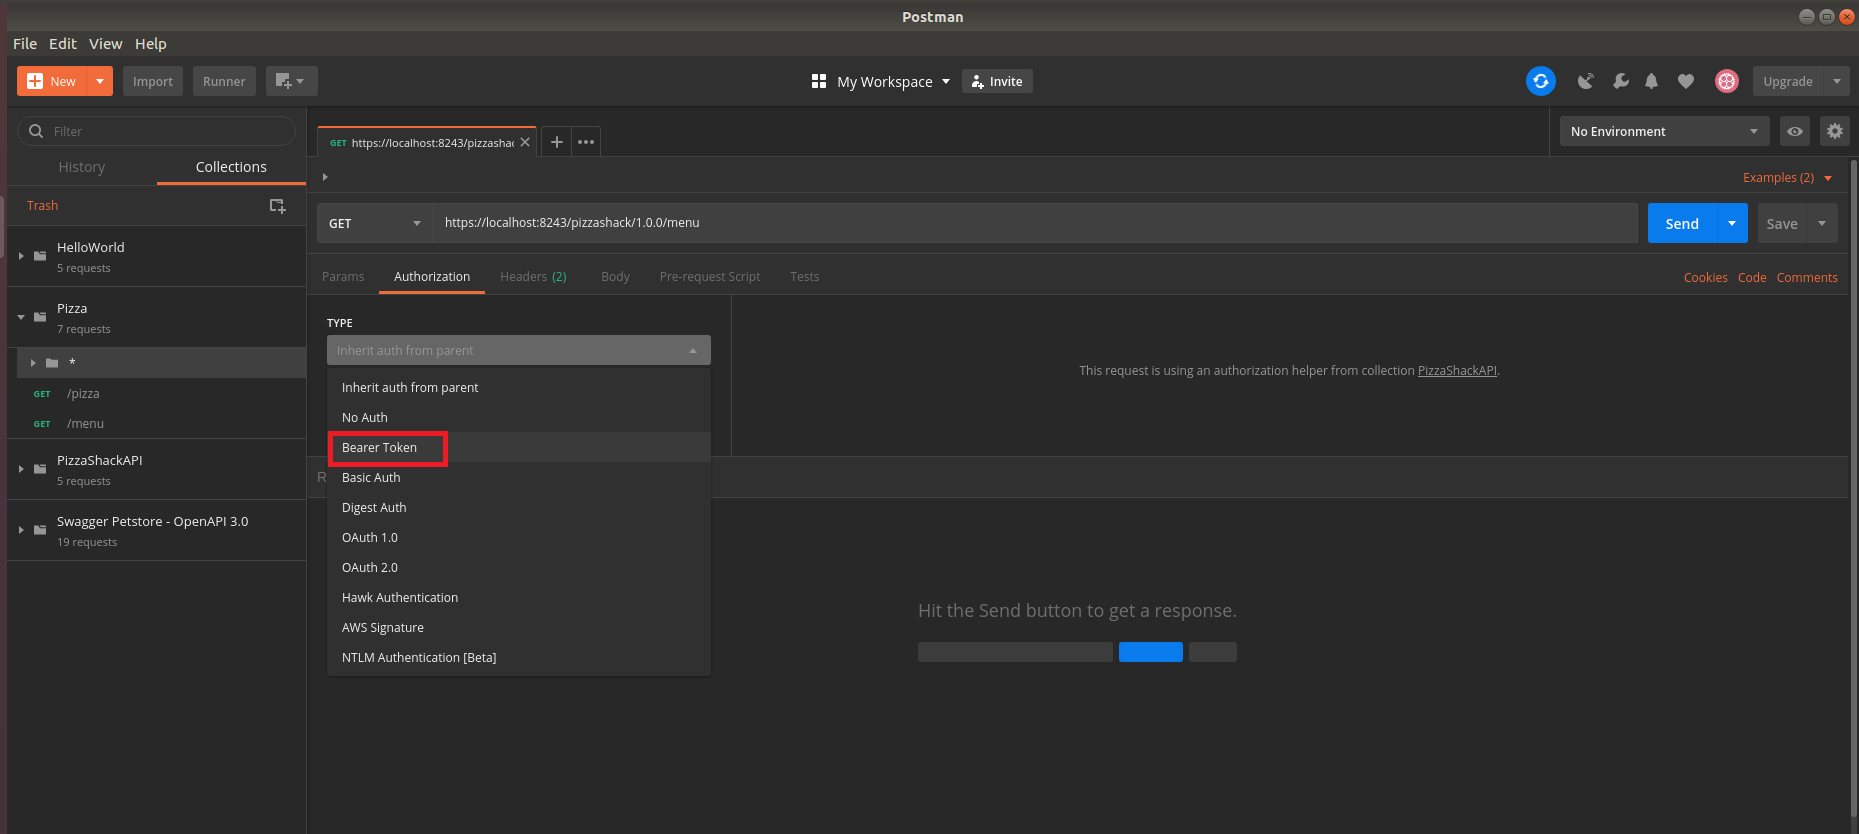 Postman
File Edit View Help
New Import Runner My Workspace Invite Upgrade
Filter
History Collections
Trash
HelloWorld
5 requests
Pizza
7 requests
*
GET /pizza
GET /menu
PizzaShackAPI
5 requests
Swagger Petstore - OpenAPI 3.0
19 requests
GET https://localhost:8243/pizzashac
No Environment
Examples (2)
GET https://localhost:8243/pizzashack/1.0.0/menu Send Save
Params Authorization Headers (2) Body Pre-request Script Tests Cookies Code Comments
TYPE
Inherit auth from parent
Inherit auth from parent
No Auth
Bearer Token
Basic Auth
Digest Auth
OAuth 1.0
OAuth 2.0
Hawk Authentication
AWS Signature
NTLM Authentication [Beta]
This request is using an authorization helper from collection PizzaShackAPI.
R
Hit the Send button to get a response.